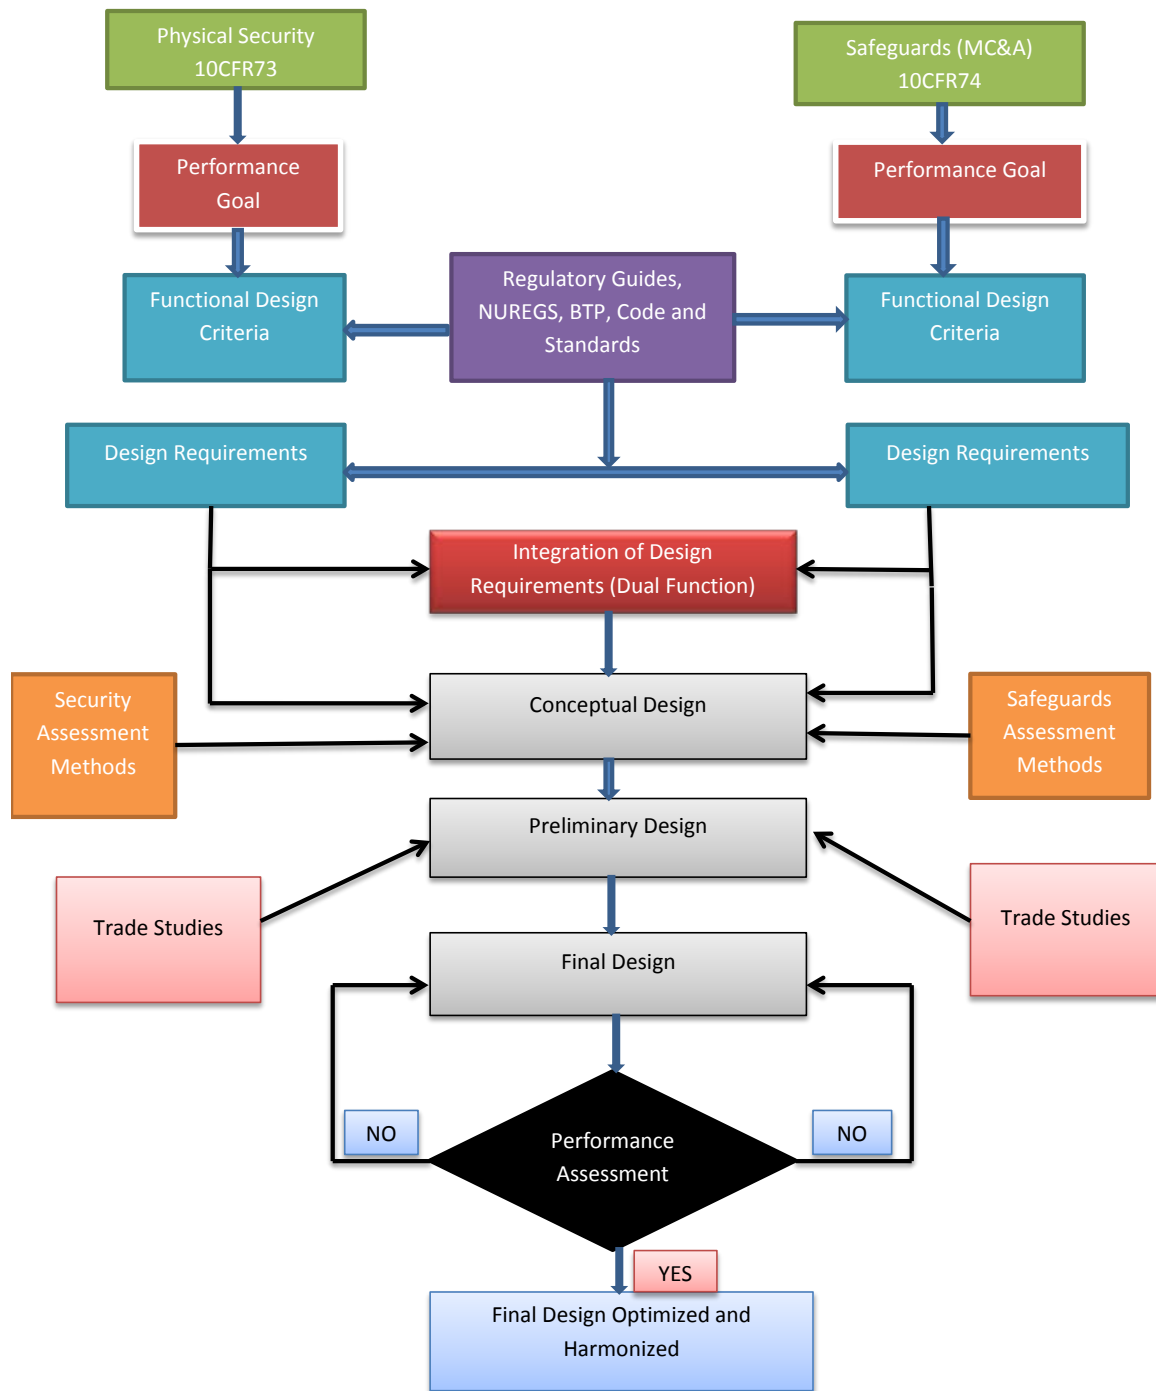 Physical Security
10CFR73
Safeguards (MC&A)
10CFR74
Performance
Goal
Performance Goal
Functional Design
Criteria
Regulatory Guides,
NUREGS, BTP, Code and
Standards
Functional Design
Criteria
Design Requirements
Design Requirements
Integration of Design
Requirements (Dual Function)
Security
Assessment
Methods
Conceptual Design
Safeguards
Assessment
Methods
Preliminary Design
Trade Studies
Trade Studies
Final Design
NO
Performance
Assessment
NO
YES
Final Design Optimized and
Harmonized